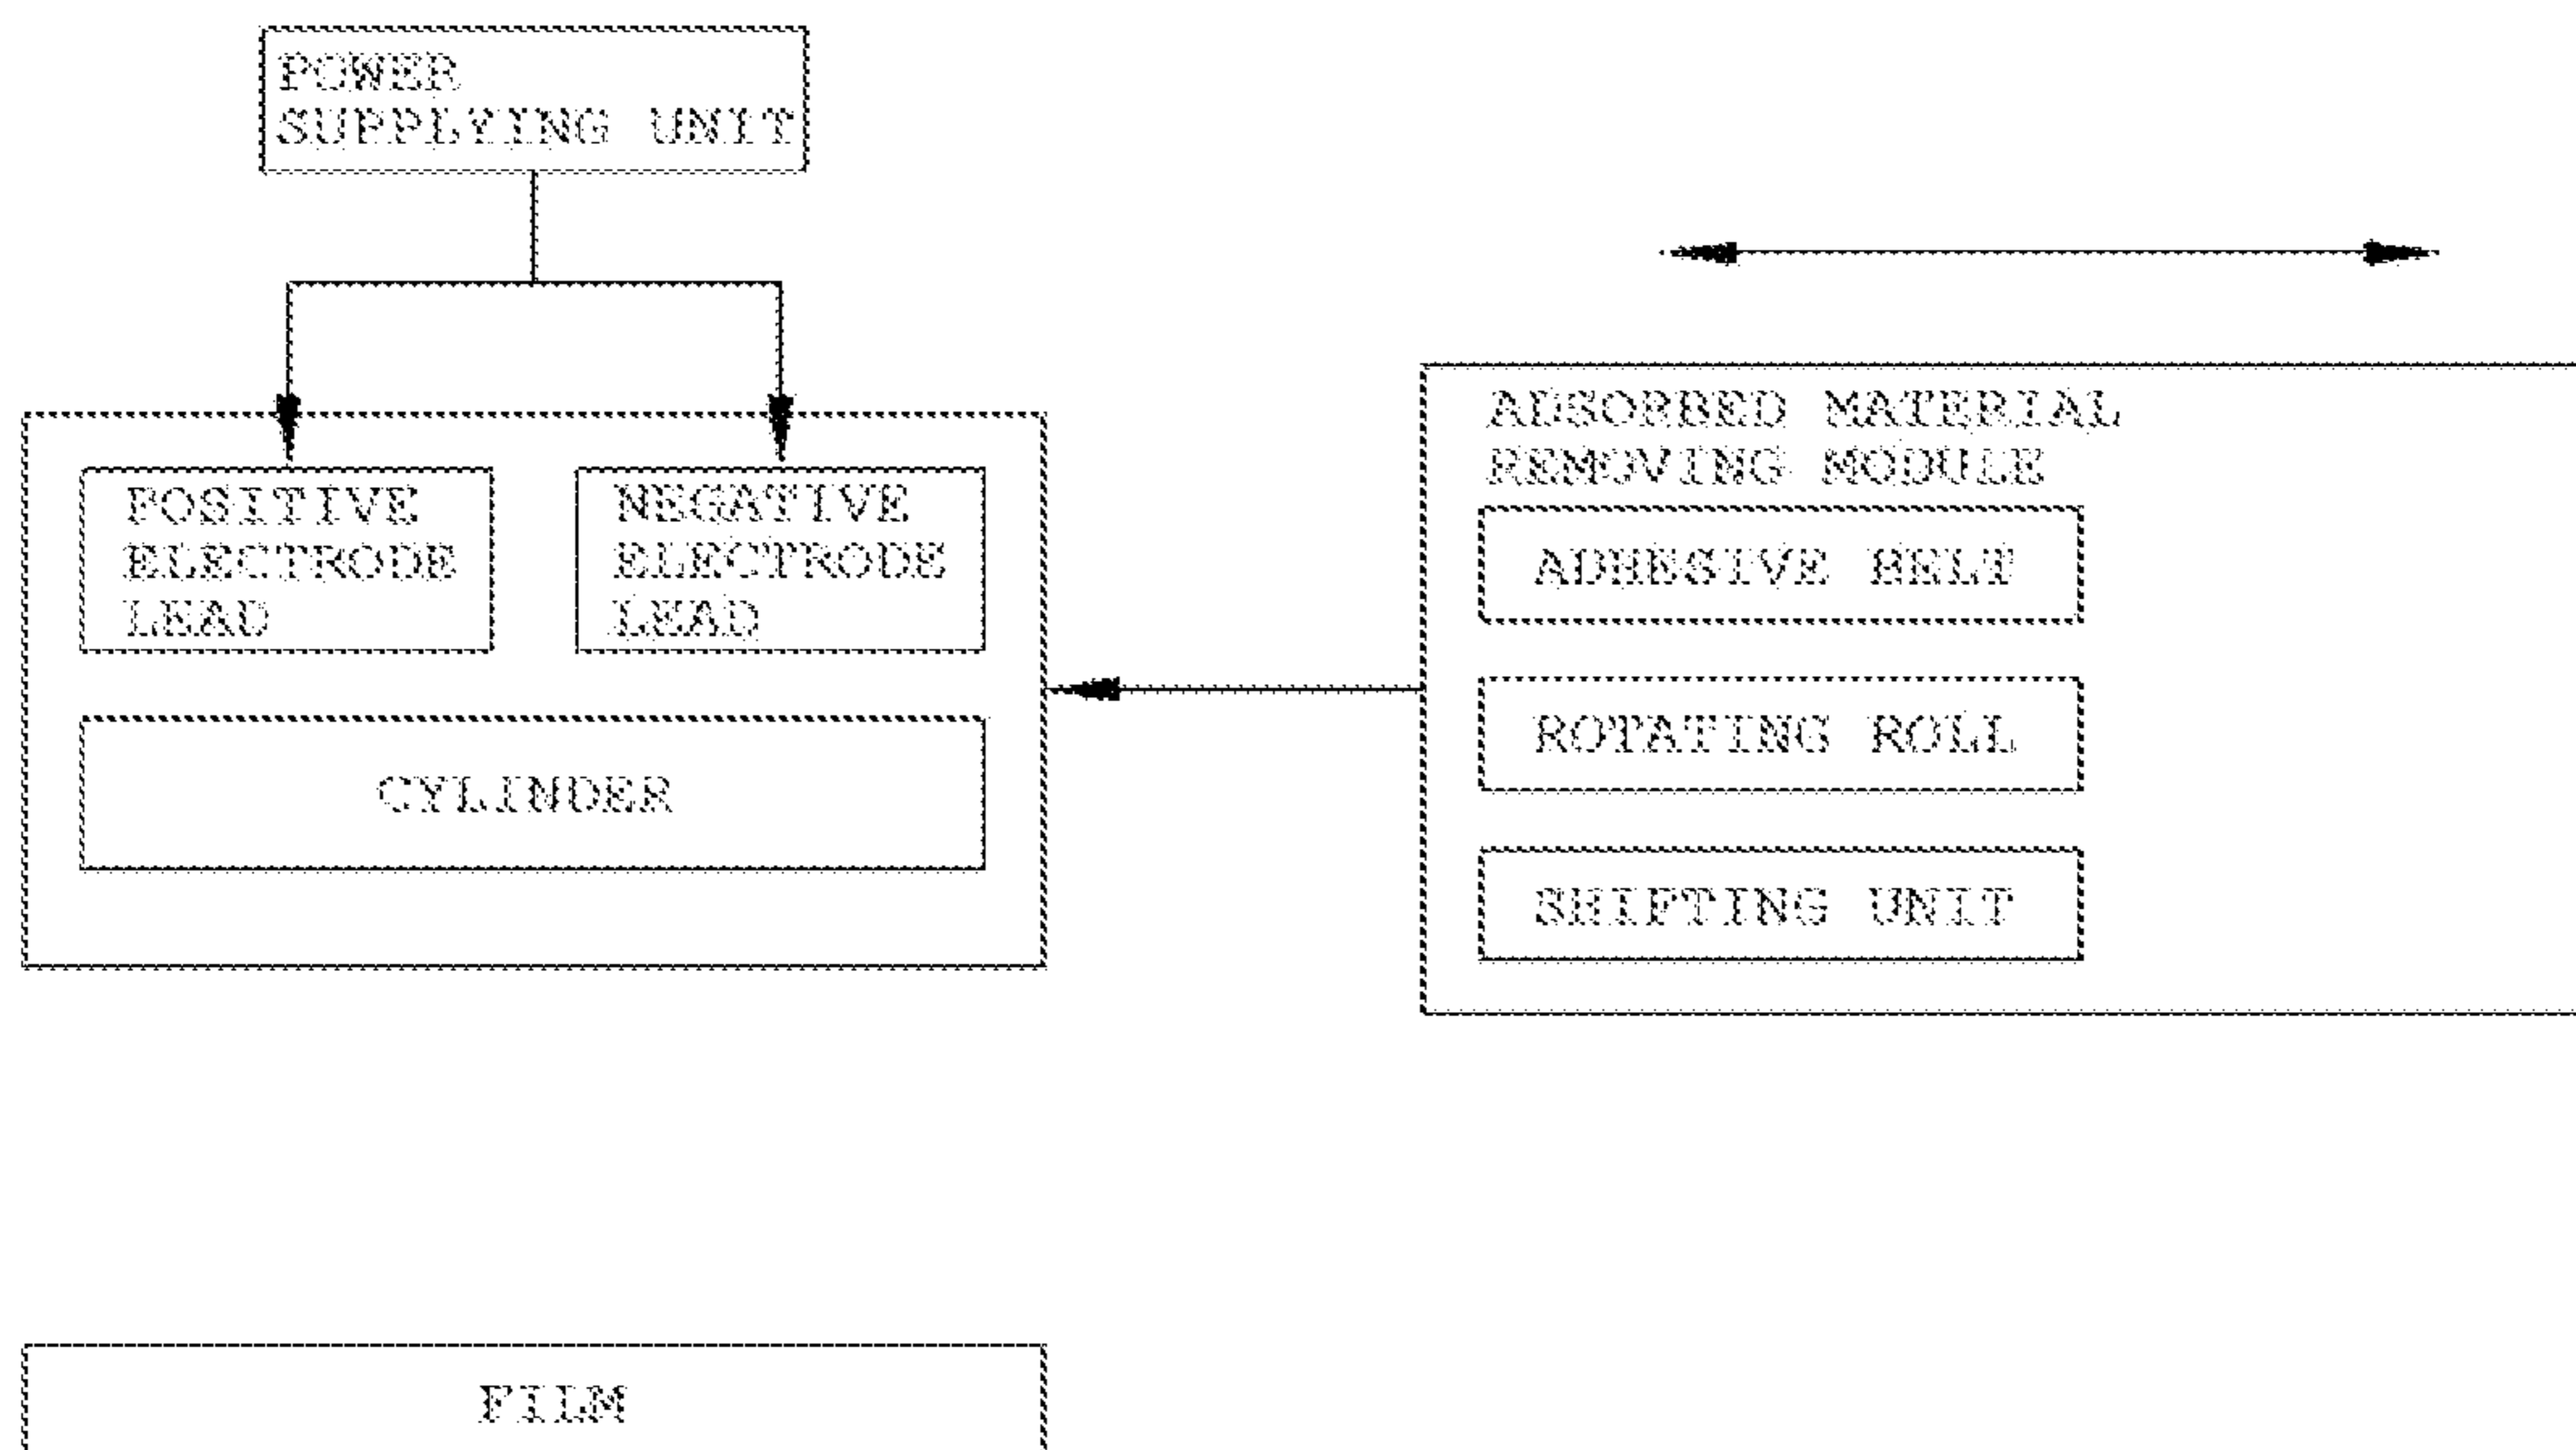 POWER
SUPPLYING UNIT
POSITIVE
ELECTRODE
LEAD
NEGATIVE
ELECTRODE
LEAD
CYLINDER
ADSORBED MATERIAL
REMOVING MODULE
ADHESIVE BELT
ROTATING ROLL
SHIFTING UNIT
FILM